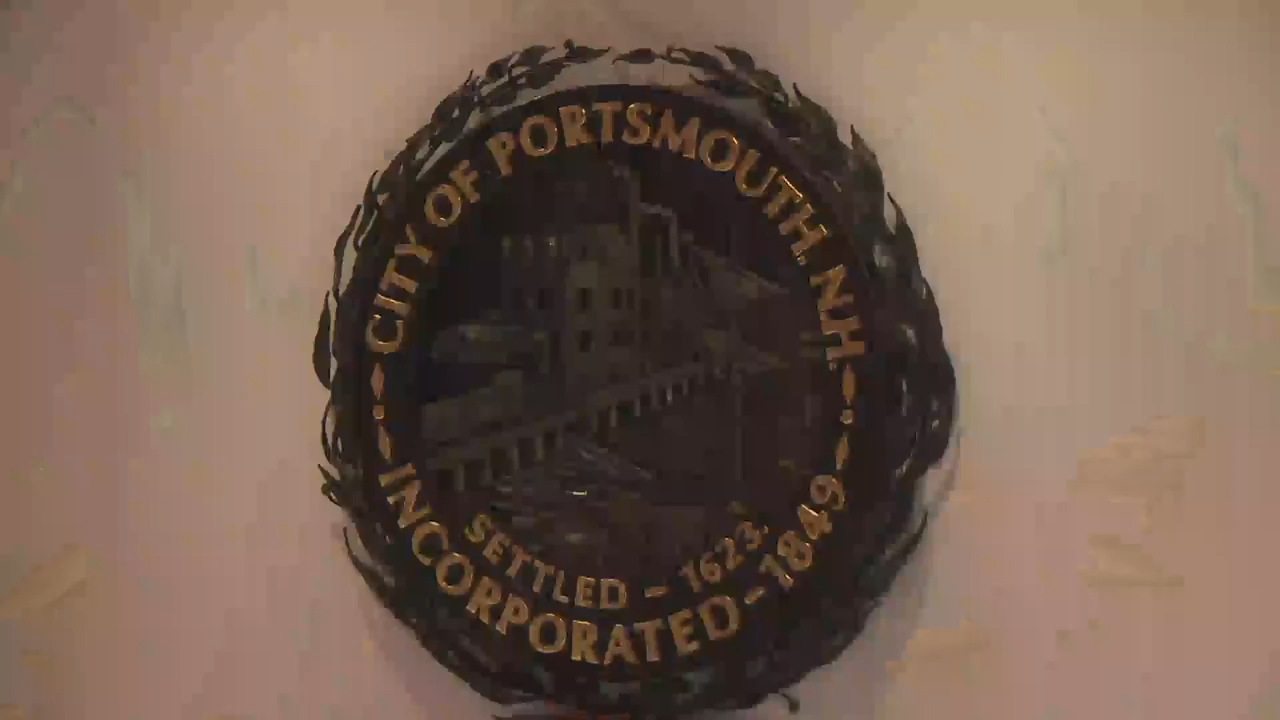 CITY OF PORTSMOUTH. N.H.
SETTLED - 1623.
INCORPORATED - 1849